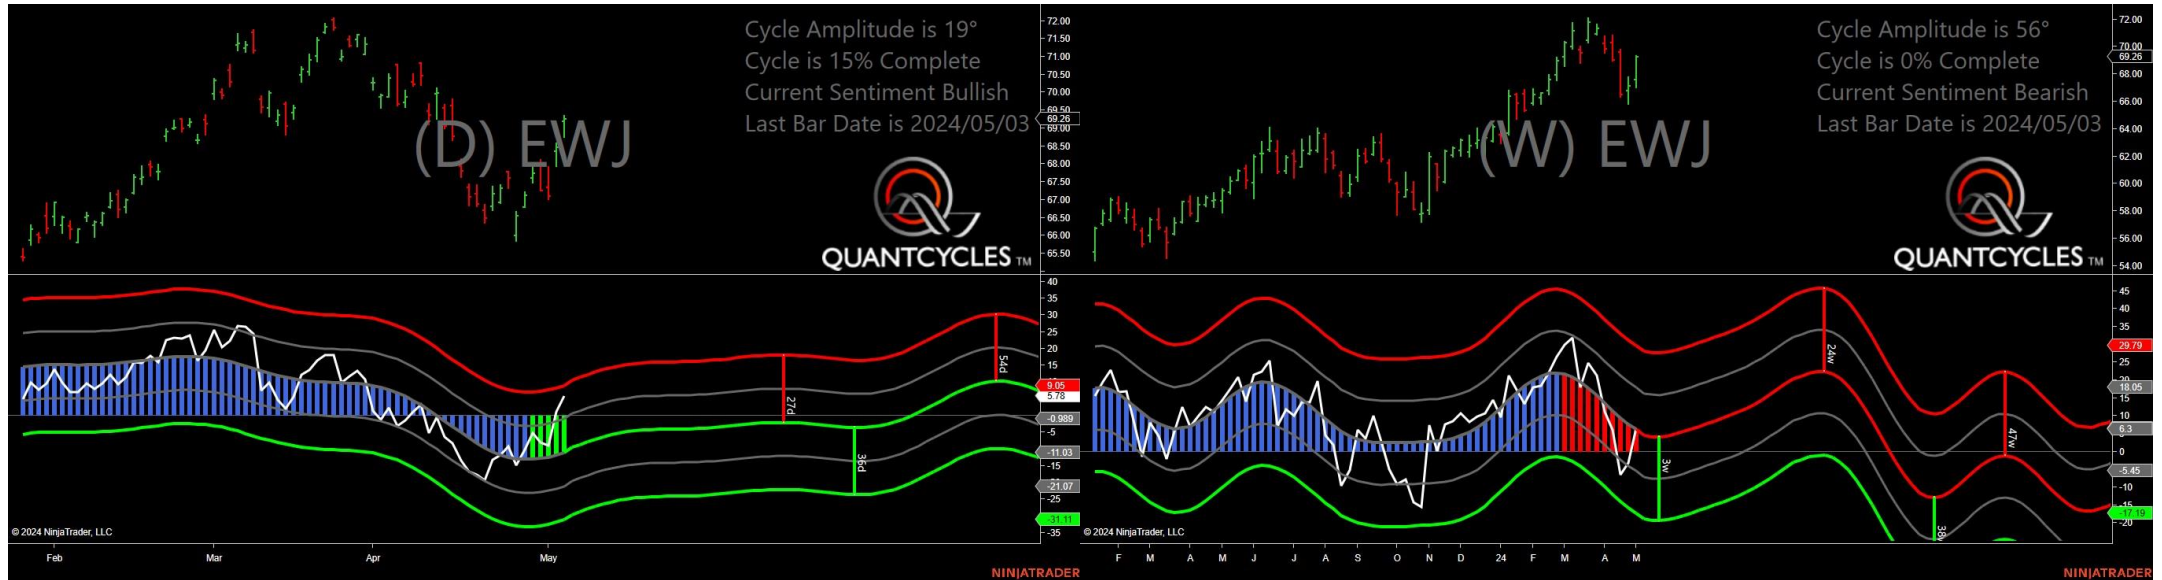 Cycle Amplitude is 19°
Cycle is 15% Complete
Current Sentiment Bullish
Last Bar Date is 2024/05/03
(D) EWJ
QUANTCYCLES TM
72.00
71.50
71.00
70.50
70.00
69.50
69.26
69.00
68.50
68.00
67.50
67.00
66.50
66.00
65.50
40
35
30
25
20
15
9.05
5.78
-0.989
-5
-11.03
-15
-21.07
-25
-31.11
-35
27d
36d
54d
© 2024 NinjaTrader, LLC
Feb Mar Apr May
NINJATRADER
Cycle Amplitude is 56°
Cycle is 0% Complete
Current Sentiment Bearish
Last Bar Date is 2024/05/03
(W) EWJ
QUANTCYCLES TM
72.00
70.00
69.26
68.00
66.00
64.00
62.00
60.00
58.00
56.00
54.00
45
40
35
29.79
25
18.05
15
10
6.3
0
-5.45
-10
-17.19
-20
3w
24w
47w
© 2024 NinjaTrader, LLC
F M A M J J A S O N D 24 F M A M
NINJATRADER